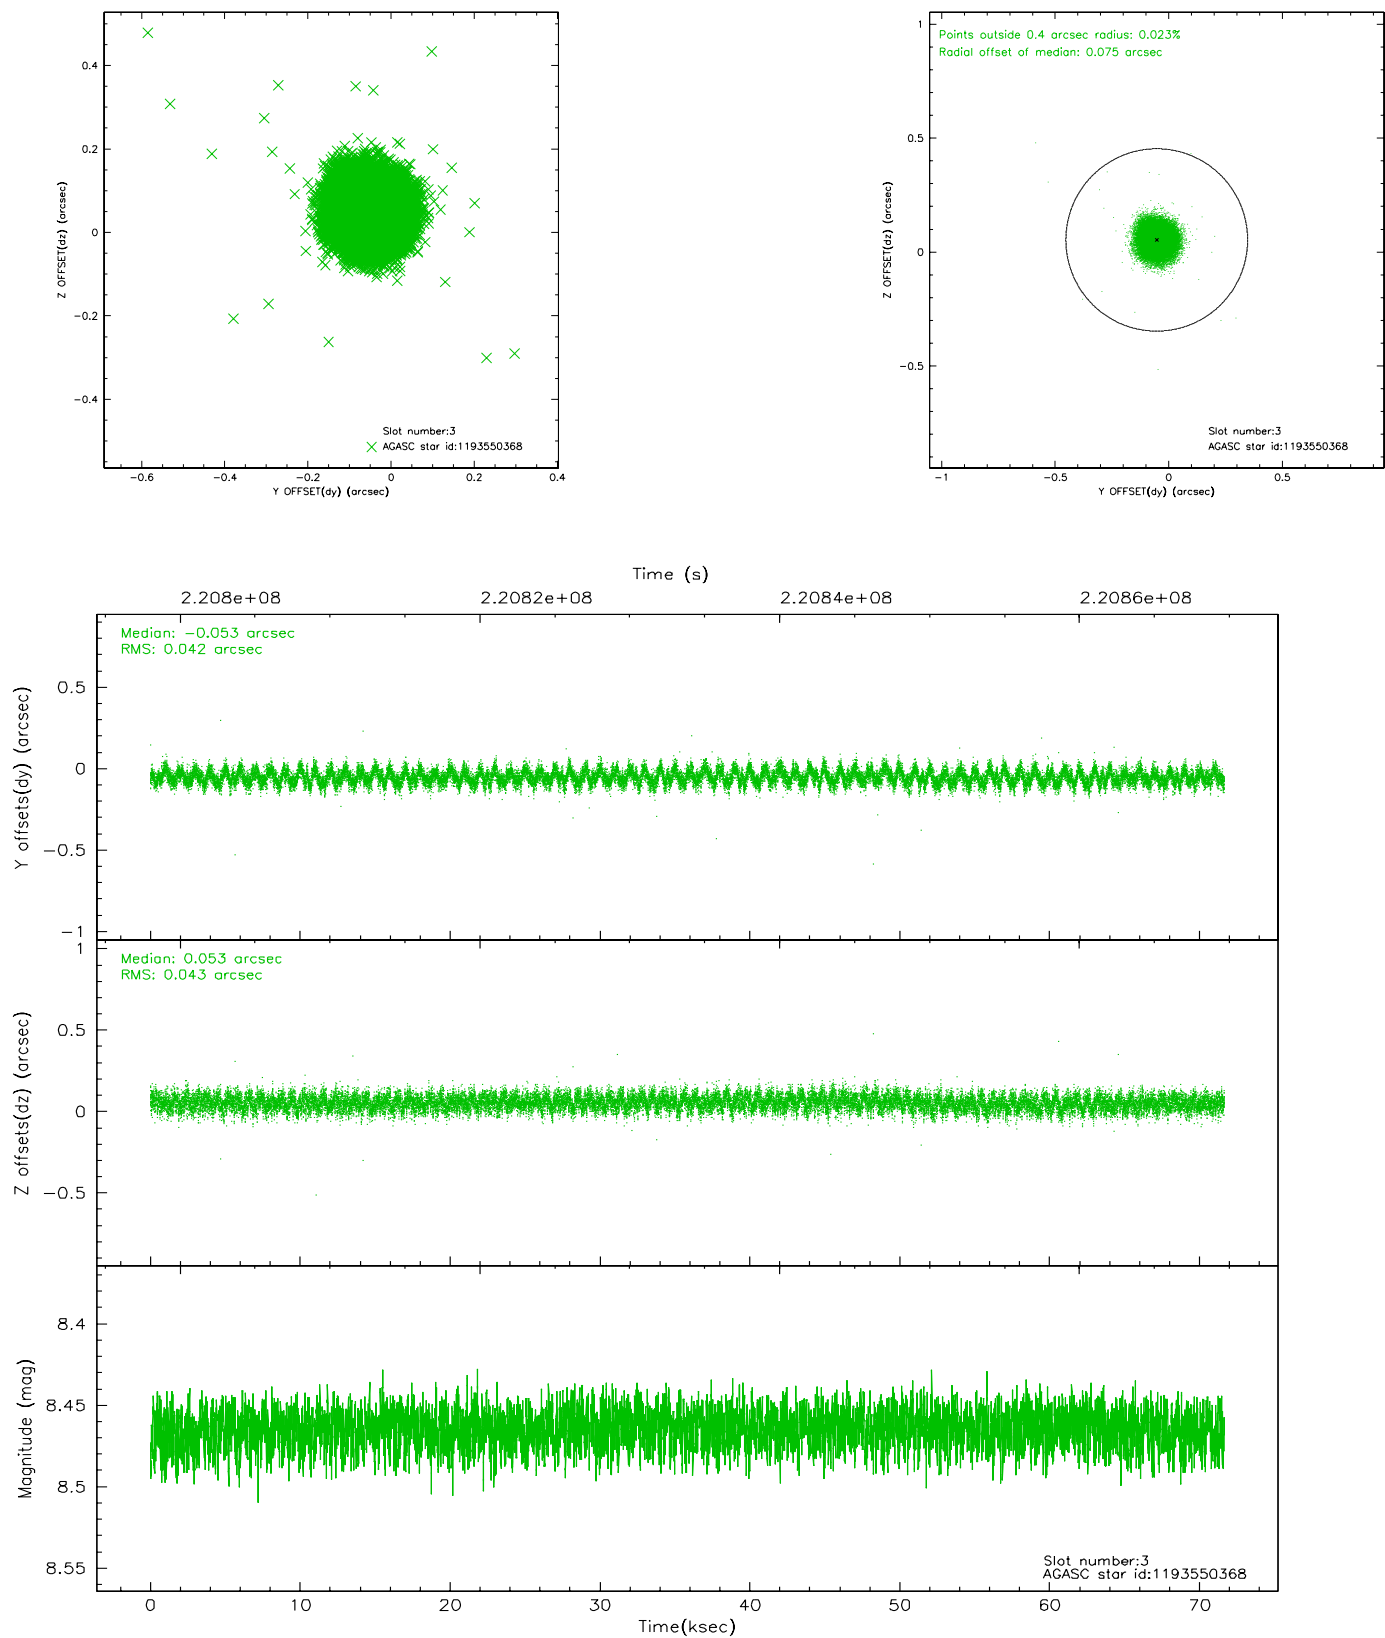 0.4
0.2
0
−0.2
−0.4
Z OFFSET(dz) (arcsec)
−0.6 −0.4 −0.2 0 0.2 0.4
Y OFFSET(dy) (arcsec)
Slot number:3
AGASC star id:1193550368
Points outside 0.4 arcsec radius: 0.023%
Radial offset of median: 0.075 arcsec
1
0.5
0
−0.5
Z OFFSET(dz) (arcsec)
−1 −0.5 0 0.5
Y OFFSET(dy) (arcsec)
Slot number:3
AGASC star id:1193550368
Time (s)
2.208e+08 2.2082e+08 2.2084e+08 2.2086e+08
Median: −0.053 arcsec
RMS: 0.042 arcsec
0.5
0
−0.5
−1
Y offsets(dy) (arcsec)
Median: 0.053 arcsec
RMS: 0.043 arcsec
1
0.5
0
−0.5
Z offsets(dz) (arcsec)
8.4
8.45
8.5
8.55
Magnitude (mag)
Slot number:3
AGASC star id:1193550368
0 10 20 30 40 50 60 70
Time(ksec)